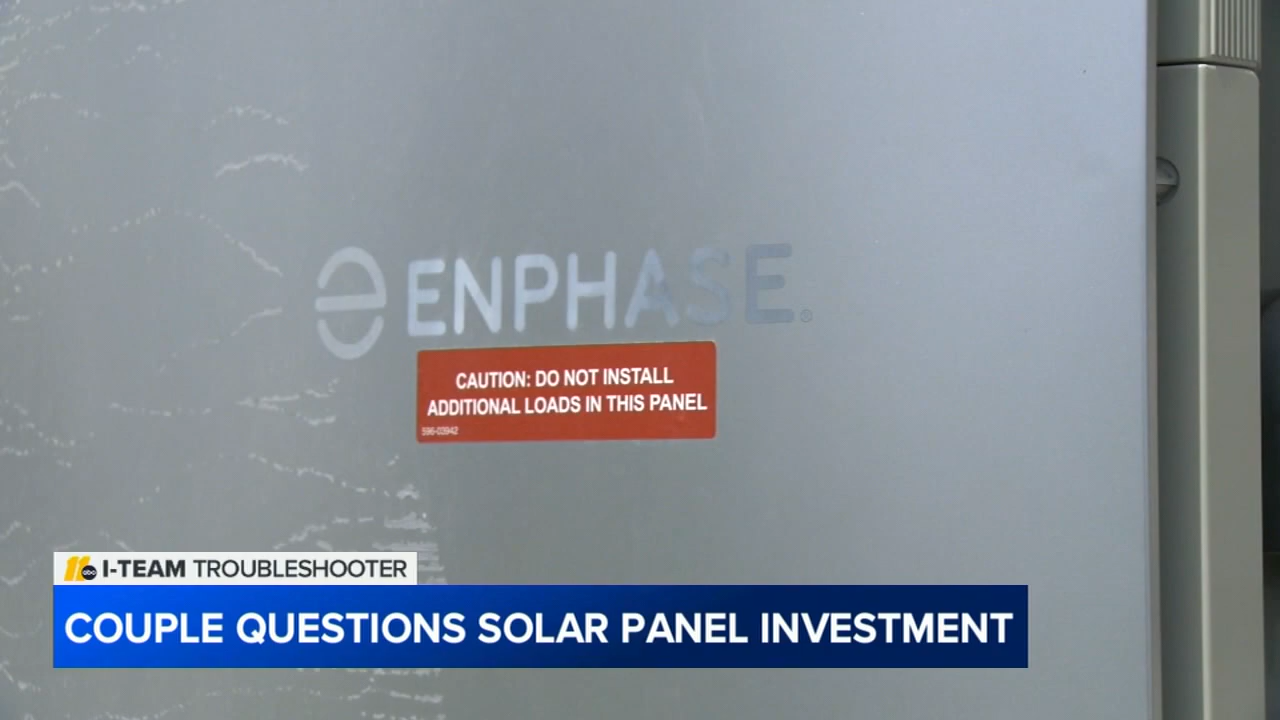 ENPHASE®
CAUTION: DO NOT INSTALL
ADDITIONAL LOADS IN THIS PANEL
596-03942
11 abc I-TEAM TROUBLESHOOTER
COUPLE QUESTIONS SOLAR PANEL INVESTMENT